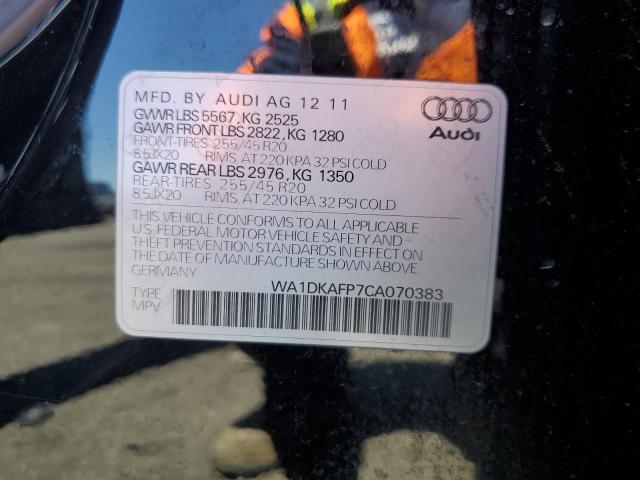 MFD. BY AUDI AG 12 11
GVWR LBS 5567, KG 2525
GAWR FRONT LBS 2822, KG 1280
FRONT-TIRES 255/45 R20
8,5JX20 RIMS, AT 220 KPA 32 PSI COLD
GAWR REAR LBS 2976, KG 1350
REAR-TIRES 255/45 R20
8,5JX20 RIMS, AT 220 KPA 32 PSI COLD
Audi
THIS VEHICLE CONFORMS TO ALL APPLICABLE
U.S. FEDERAL MOTOR VEHICLE SAFETY AND -
THEFT PREVENTION STANDARDS IN EFFECT ON
THE DATE OF MANUFACTURE SHOWN ABOVE
GERMANY
WA1DKAFP7CA070383
TYPE
MPV